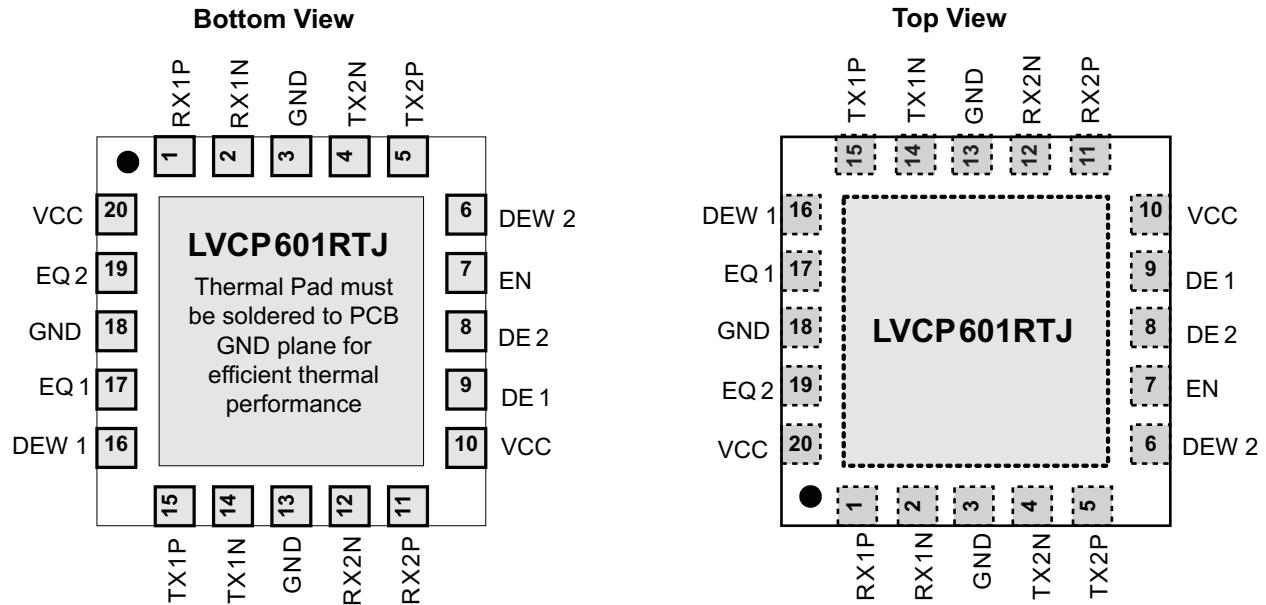 Bottom View
RX1P
RX1N
GND
TX2N
TX2P
1
2
3
4
5
VCC
20
EQ 2
19
GND
18
EQ 1
17
DEW 1
16
LVCP601RTJ
Thermal Pad must
be soldered to PCB
GND plane for
efficient thermal
performance
6
DEW 2
7
EN
8
DE 2
9
DE 1
10
VCC
15
14
13
12
11
TX1P
TX1N
GND
RX2N
RX2P
Top View
TX1P
TX1N
GND
RX2N
RX2P
15
14
13
12
11
DEW 1
16
EQ 1
17
GND
18
EQ 2
19
VCC
20
LVCP601RTJ
10
VCC
9
DE 1
8
DE 2
7
EN
6
DEW 2
1
2
3
4
5
RX1P
RX1N
GND
TX2N
TX2P